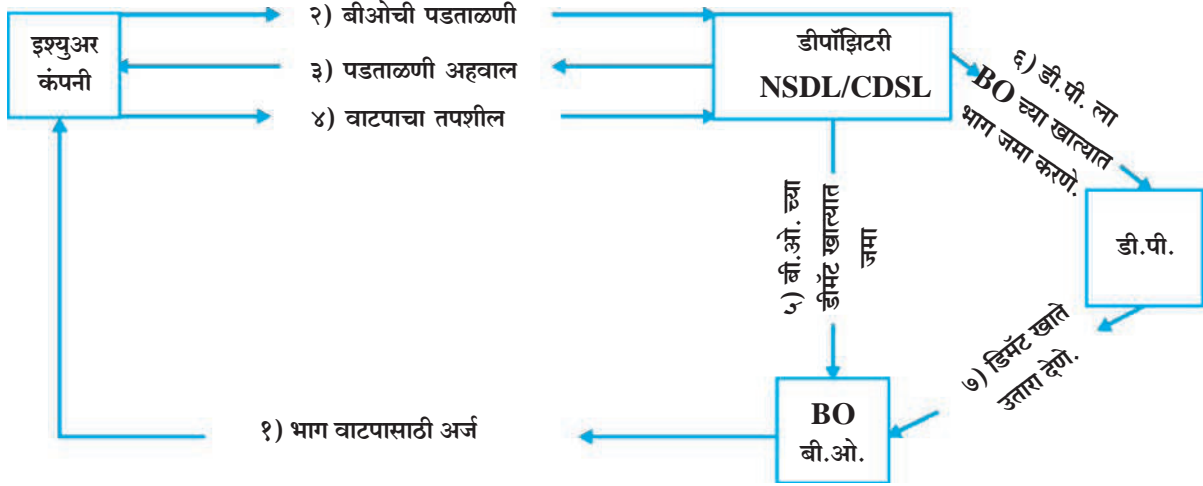 इश्युअर
कंपनी
२) बीओची पडताळणी
३) पडताळणी अहवाल
४) वाटपाचा तपशील
डीपॉझिटरी
NSDL/CDSL
६) डी.पी. ला
BO च्या खात्यात
भाग जमा करणे.
डी.पी.
५) बी.ओ. च्या
डीमॅट खात्यात
जमा
७) डिमॅट खाते
उतारा देणे.
BO
बी.ओ.
१) भाग वाटपासाठी अर्ज